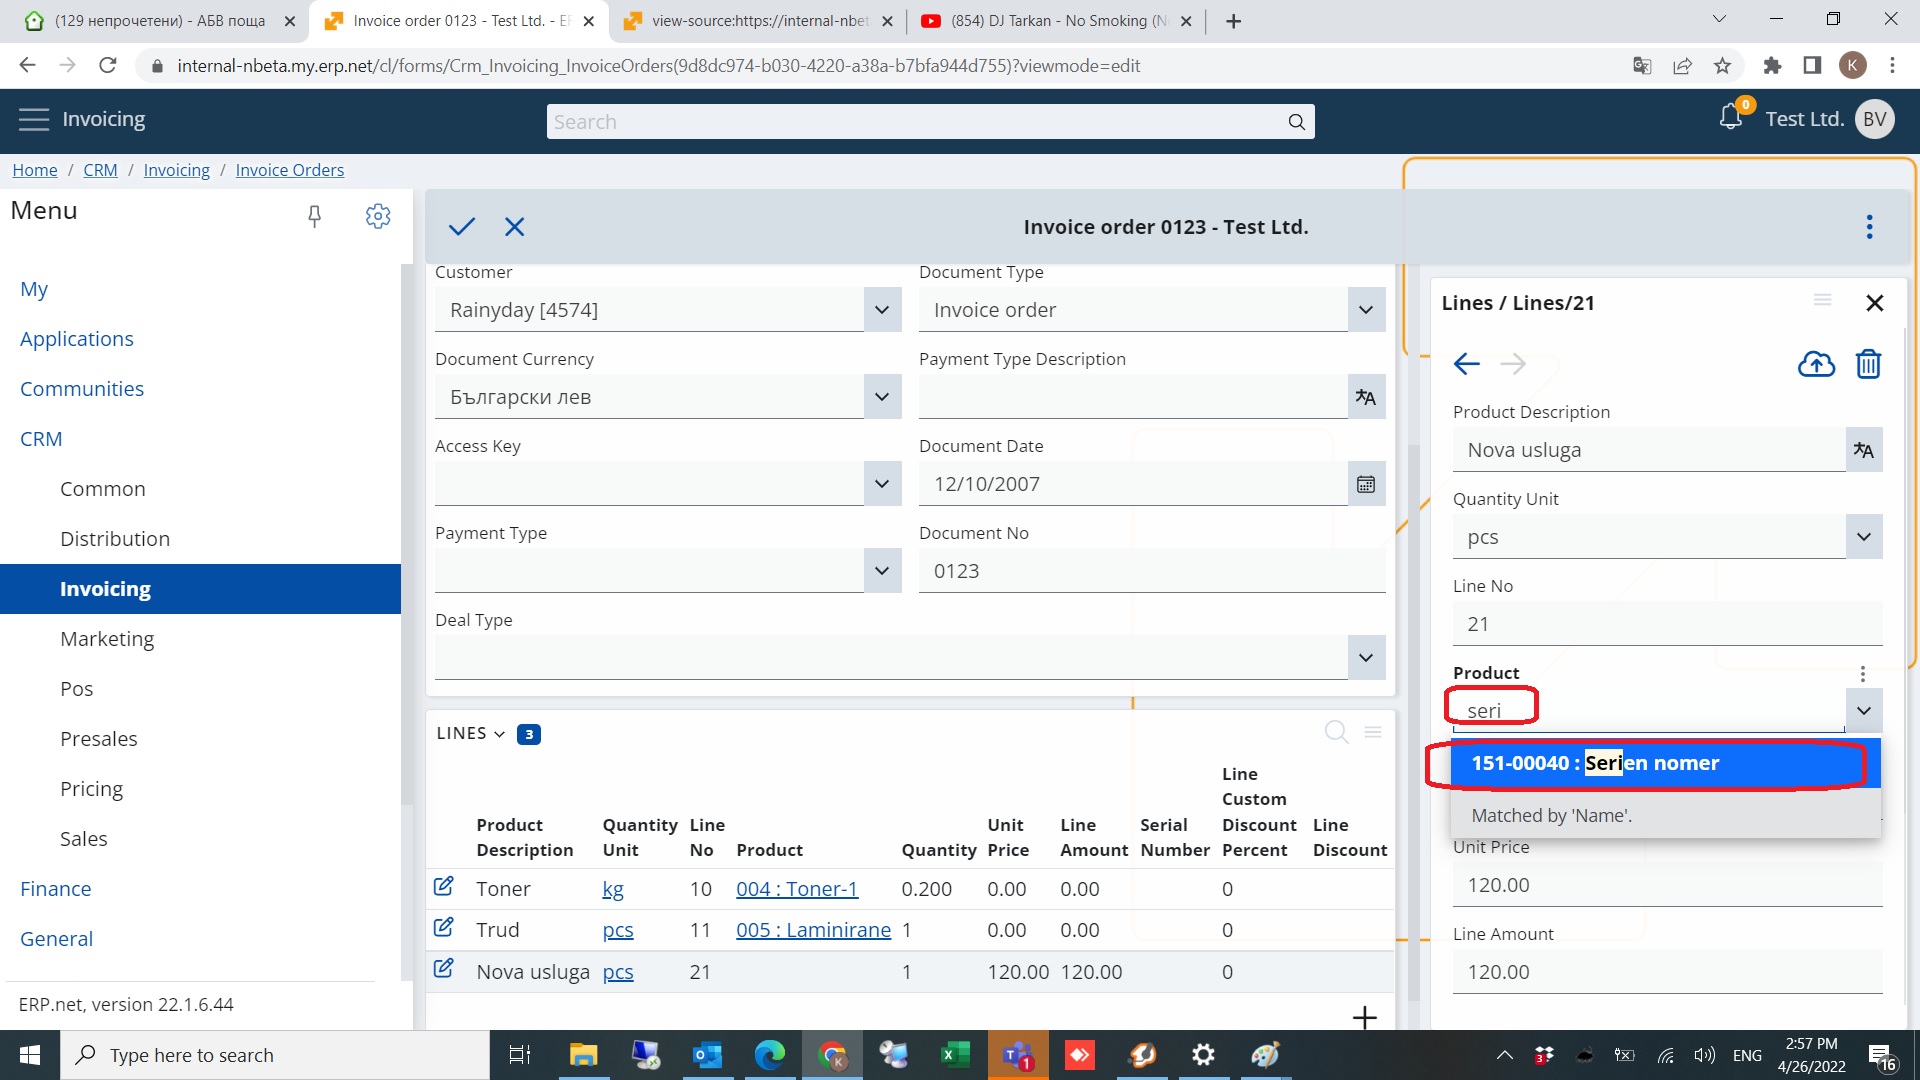 (129 непрочетени) - АБВ поща
Invoice order 0123 - Test Ltd. - E
view-source:https://internal-nbet
(854) DJ Tarkan - No Smoking (N
internal-nbeta.my.erp.net/cl/forms/Crm_Invoicing_InvoiceOrders(9d8dc974-b030-4220-a38a-b7bfa944d755)?viewmode=edit
K
Invoicing
Search
0
Test Ltd.
BV
Home / CRM / Invoicing / Invoice Orders
Menu
My
Applications
Communities
CRM
Common
Distribution
Invoicing
Marketing
Pos
Presales
Pricing
Sales
Finance
General
ERP.net, version 22.1.6.44
Invoice order 0123 - Test Ltd.
Customer
Rainyday [4574]
Document Type
Invoice order
Document Currency
Български лев
Payment Type Description
Access Key
Document Date
12/10/2007
Payment Type
Document No
0123
Deal Type
LINES 3
Product Description Quantity Unit Line No Product Quantity Unit Price Line Amount Serial Number Line Custom Discount Percent Line Discount
Toner kg 10 004 : Toner-1 0.200 0.00 0.00 0
Trud pcs 11 005 : Laminirane 1 0.00 0.00 0
Nova usluga pcs 21 1 120.00 120.00 0
Lines / Lines/21
Product Description
Nova usluga
Quantity Unit
pcs
Line No
21
Product
seri
151-00040 : Serien nomer
Matched by 'Name'.
Unit Price
120.00
Line Amount
120.00
Type here to search
K
1
3
ENG
2:57 PM
4/26/2022
16